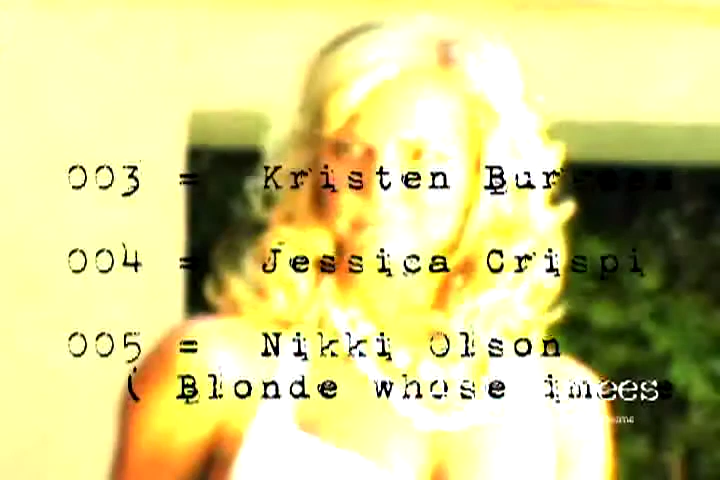 003 = Kristen
004 = Jessica Crispi
005 = Nikki Olson
( Blonde whose